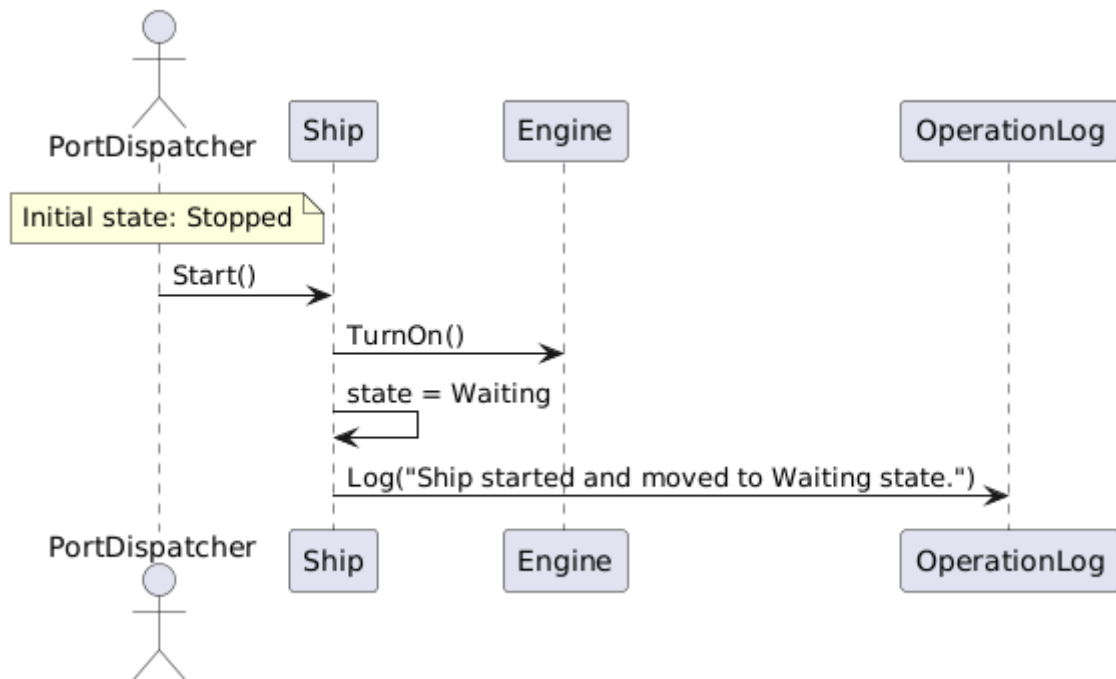 PortDispatcher
Ship
Engine
OperationLog
Initial state: Stopped
Start()
TurnOn()
state = Waiting
Log("Ship started and moved to Waiting state.")
PortDispatcher
Ship
Engine
OperationLog